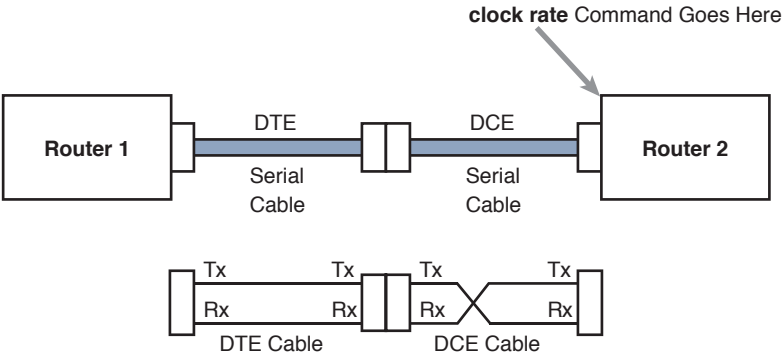 clock rate Command Goes Here
DTE
DCE
Router 1
Router 2
Serial
Cable
Serial
Cable
Tx
Tx
Tx
Tx
Rx
Rx
Rx
Rx
DTE Cable
DCE Cable